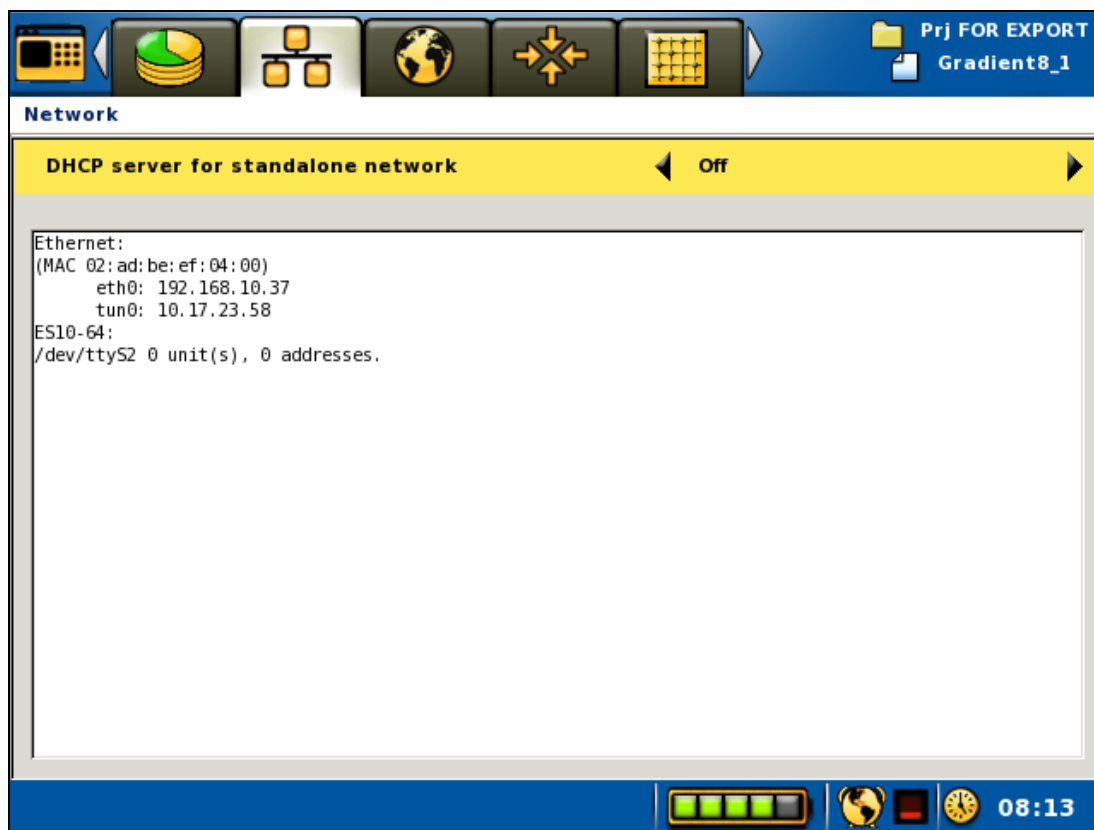 Prj FOR EXPORT
Gradient8_1
Network
DHCP server for standalone network Off
Ethernet:
(MAC 02:ad:be:ef:04:00)
eth0: 192.168.10.37
tun0: 10.17.23.58
ES10-64:
/dev/ttyS2 0 unit(s), 0 addresses.
08:13